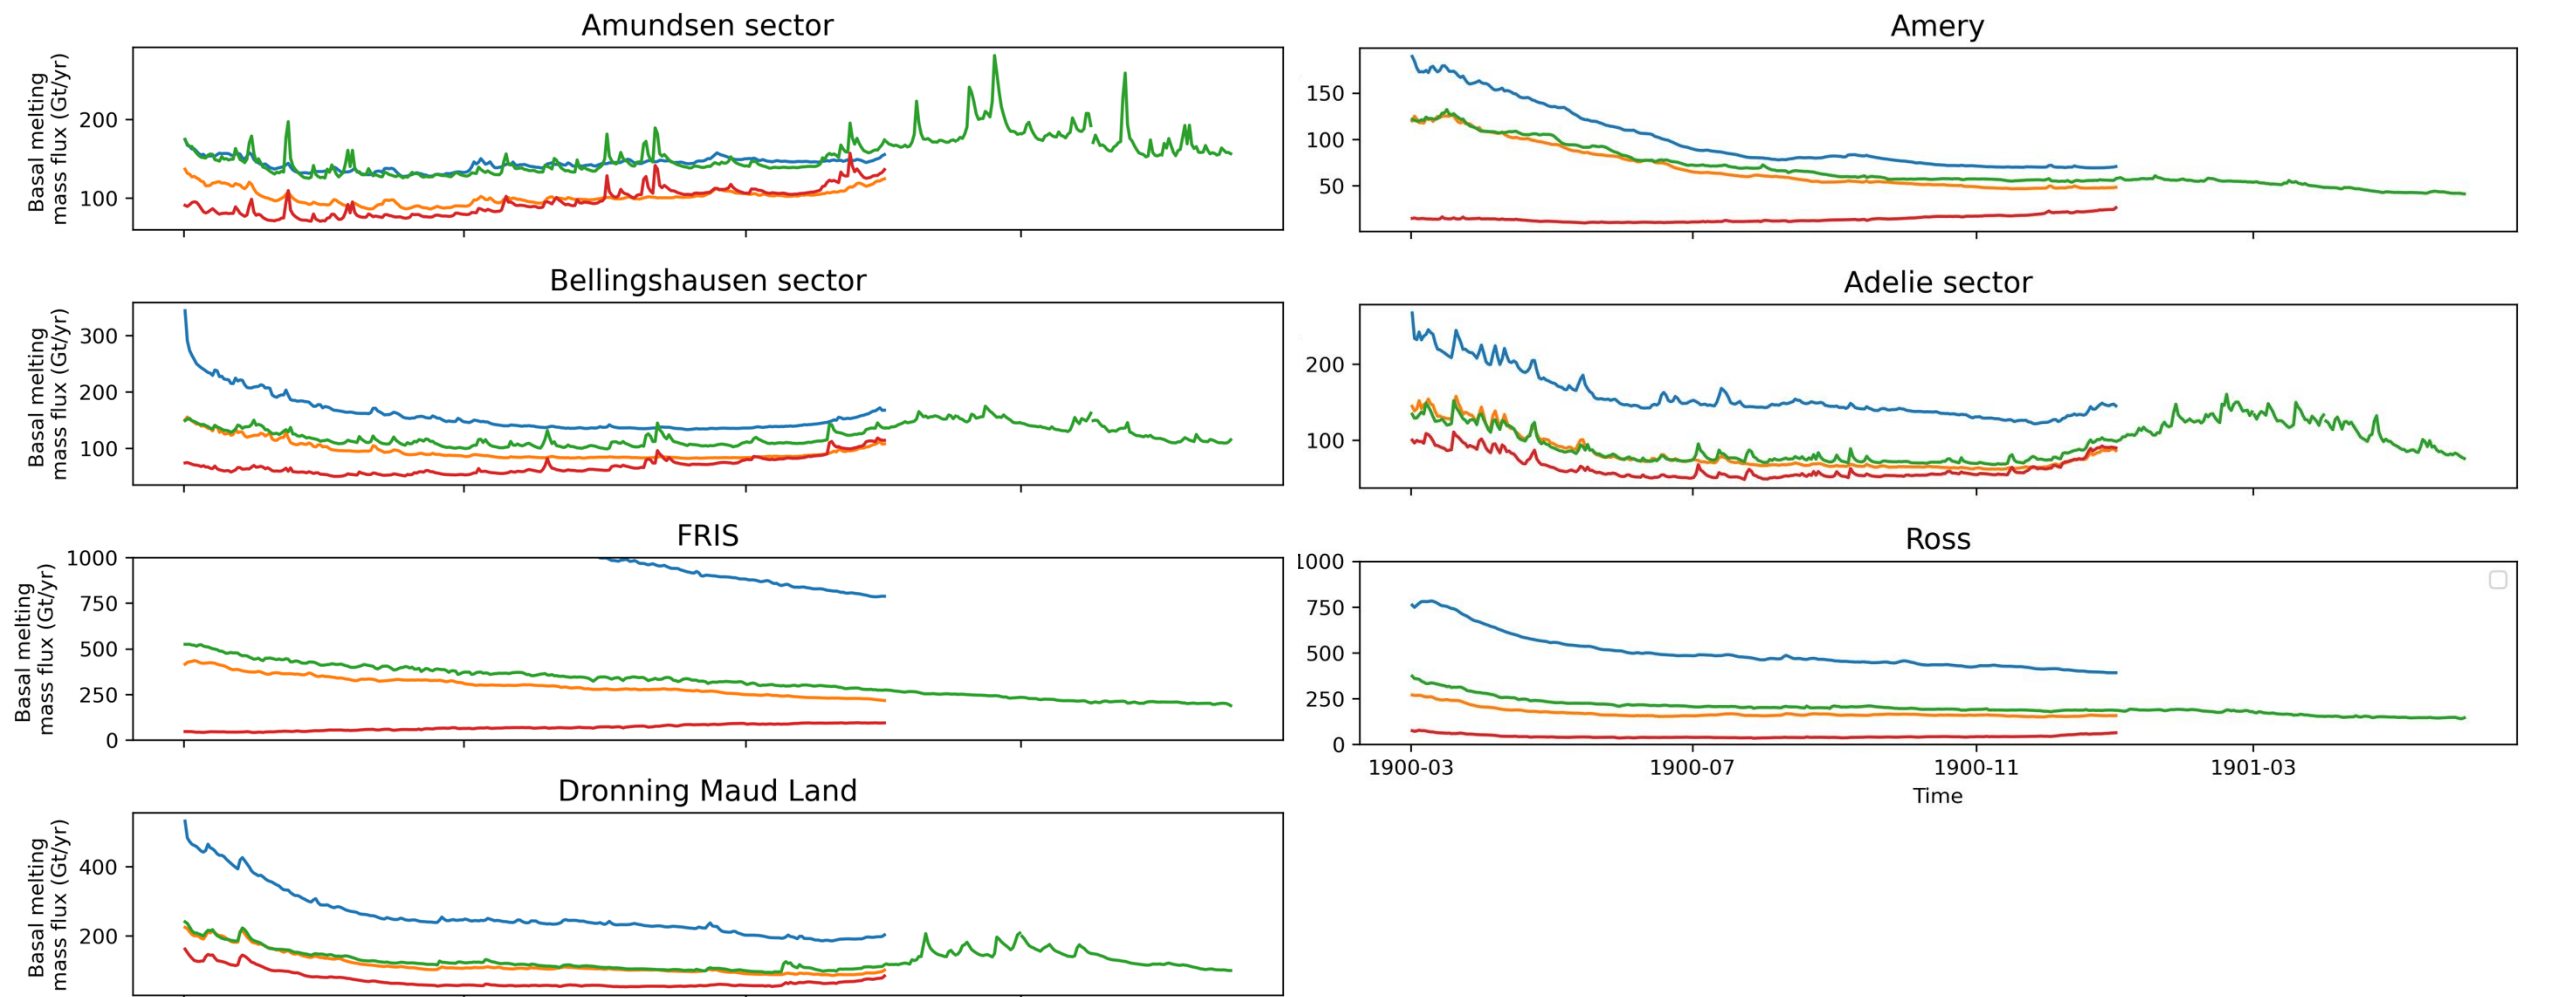 Amundsen sector
Basal melting
mass flux (Gt/yr)
200
100
Amery
150
100
50
Bellingshausen sector
Basal melting
mass flux (Gt/yr)
300
200
100
Adelie sector
200
100
FRIS
Basal melting
mass flux (Gt/yr)
1000
750
500
250
0
Ross
1000
750
500
250
0
1900-03
1900-07
1900-11
1901-03
Time
Dronning Maud Land
Basal melting
mass flux (Gt/yr)
400
200